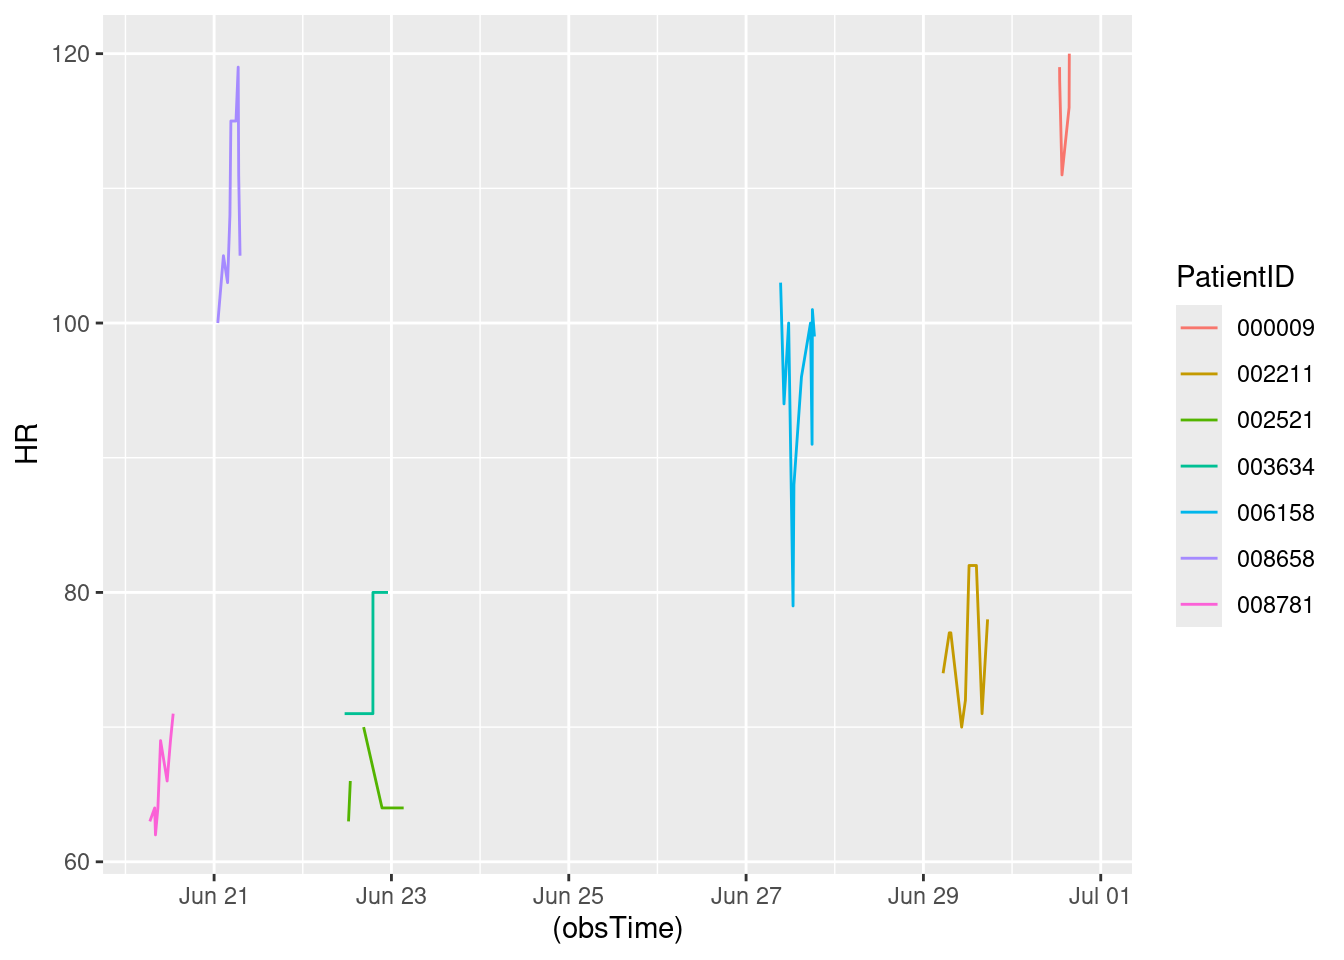 120
100
80
60
HR
Jun 21
Jun 23
Jun 25
Jun 27
Jun 29
Jul 01
(obsTime)
PatientID
000009
002211
002521
003634
006158
008658
008781